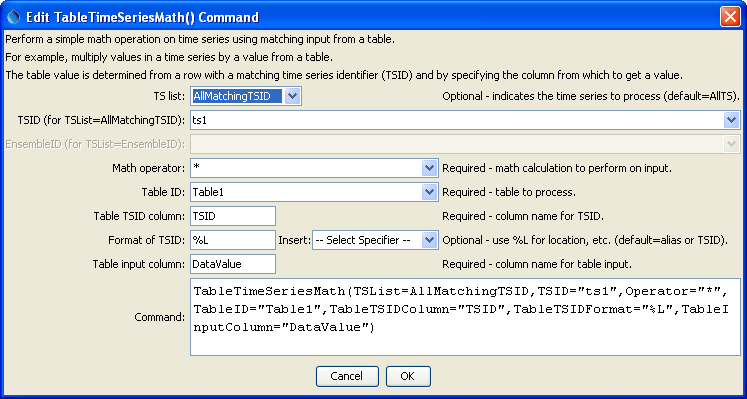 Edit TableTimeSeriesMath() Command
Perform a simple math operation on time series using matching input from a table.
For example, multiply values in a time series by a value from a table.
The table value is determined from a row with a matching time series identifier (TSID) and by specifying the column from which to get a value.
TS list: AllMatchingTSID Optional - indicates the time series to process (default=AllTS).
TSID (for TSList=AllMatchingTSID): ts1
EnsembleID (for TSList=EnsembleID):
Math operator: * Required - math calculation to perform on input.
Table ID: Table1 Required - table to process.
Table TSID column: TSID Required - column name for TSID.
Format of TSID: %L Insert: -- Select Specifier -- Optional - use %L for location, etc. (default=alias or TSID).
Table input column: DataValue Required - column name for table input.
Command: TableTimeSeriesMath(TSList=AllMatchingTSID,TSID="ts1",Operator="*",
TableID="Table1",TableTSIDColumn="TSID",TableTSIDFormat="%L",TableI
nputColumn="DataValue")
Cancel OK